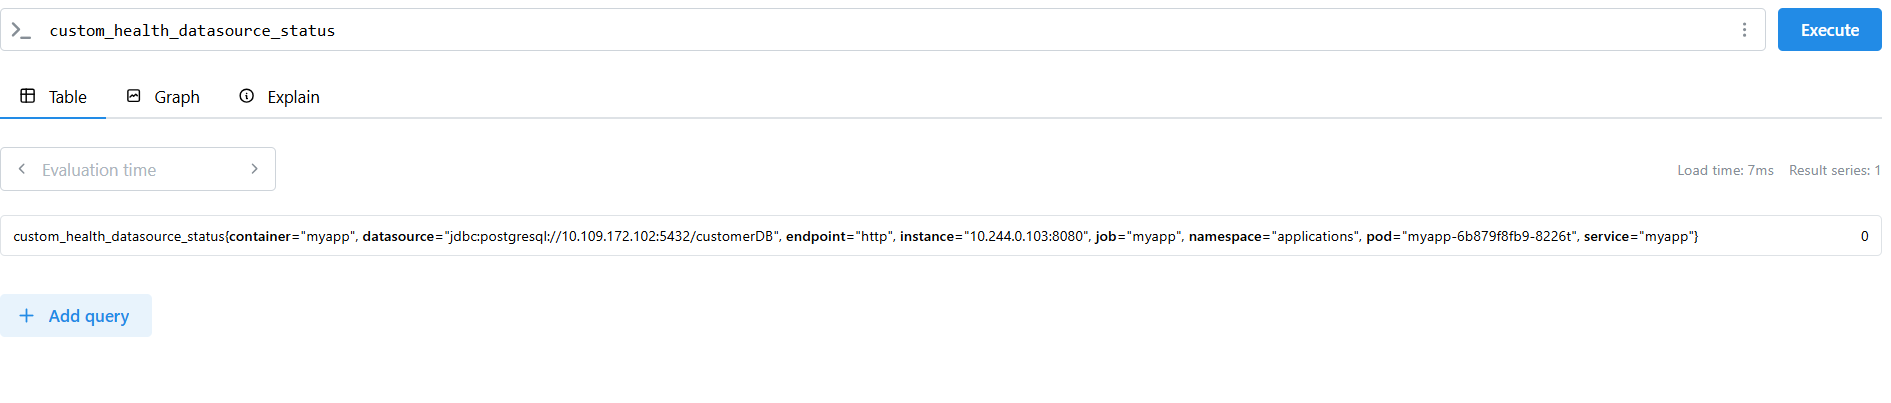 custom_health_datasource_status
Execute
Table Graph Explain
Evaluation time
Load time: 7ms Result series: 1
custom_health_datasource_status{container="myapp", datasource="jdbc:postgresql://10.109.172.102:5432/customerDB", endpoint="http", instance="10.244.0.103:8080", job="myapp", namespace="applications", pod="myapp-6b879f8fb9-8226t", service="myapp"} 0
Add query